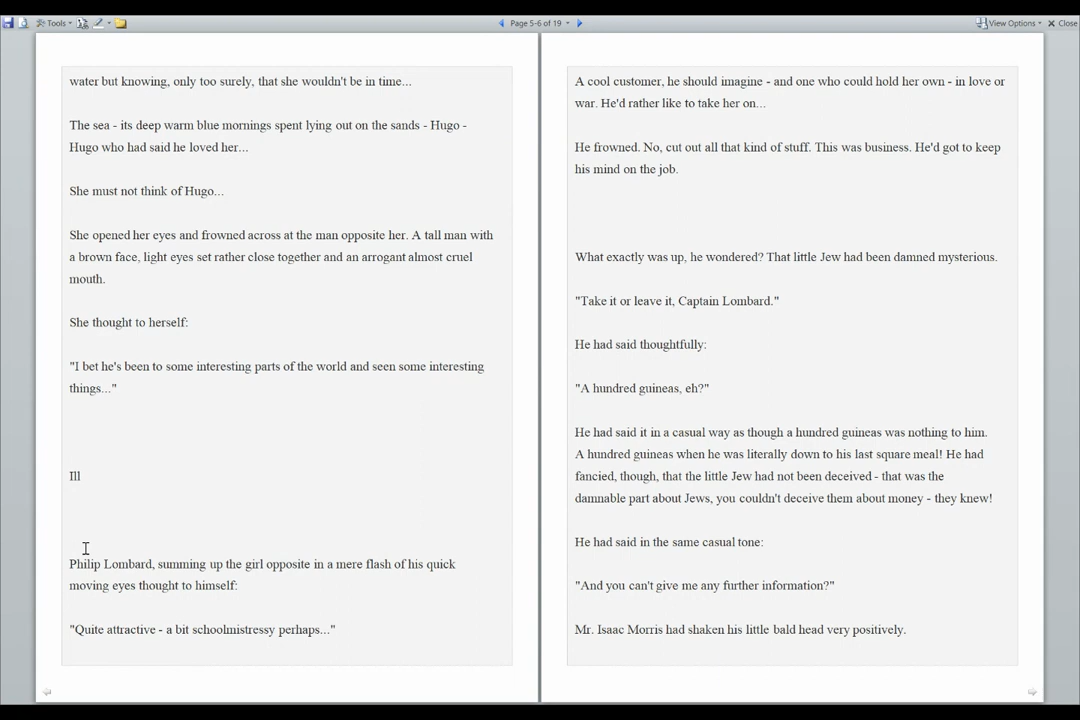 Tools
Page 5-6 of 19
View Options
Close
water but knowing, only too surely, that she wouldn't be in time...
The sea - its deep warm blue mornings spent lying out on the sands - Hugo -
Hugo who had said he loved her...
She must not think of Hugo...
She opened her eyes and frowned across at the man opposite her. A tall man with
a brown face, light eyes set rather close together and an arrogant almost cruel
mouth.
She thought to herself:
"I bet he's been to some interesting parts of the world and seen some interesting
things..."
Ill
Philip Lombard, summing up the girl opposite in a mere flash of his quick
moving eyes thought to himself:
"Quite attractive - a bit schoolmistressy perhaps..."
A cool customer, he should imagine - and one who could hold her own - in love or
war. He'd rather like to take her on...
He frowned. No, cut out all that kind of stuff. This was business. He'd got to keep
his mind on the job.
What exactly was up, he wondered? That little Jew had been damned mysterious.
"Take it or leave it, Captain Lombard."
He had said thoughtfully:
"A hundred guineas, eh?"
He had said it in a casual way as though a hundred guineas was nothing to him.
A hundred guineas when he was literally down to his last square meal! He had
fancied, though, that the little Jew had not been deceived - that was the
damnable part about Jews, you couldn't deceive them about money - they knew!
He had said in the same casual tone:
"And you can't give me any further information?"
Mr. Isaac Morris had shaken his little bald head very positively.